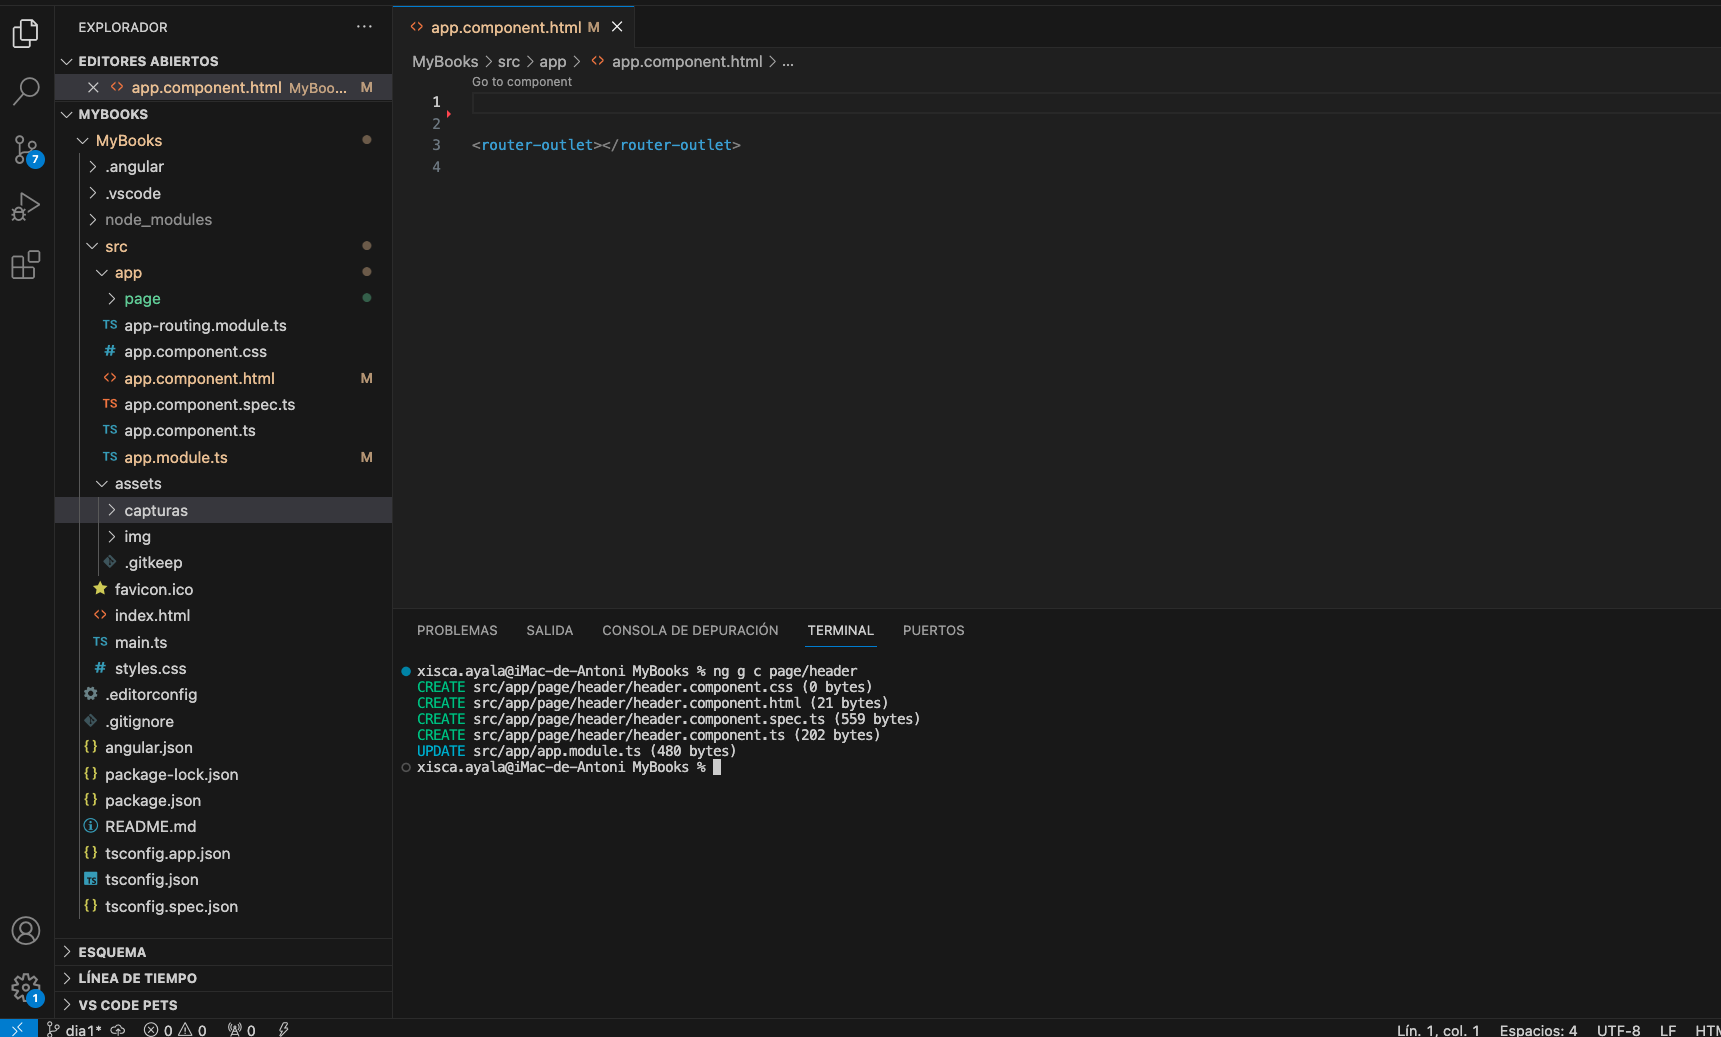 EXPLORADOR
EDITORES ABIERTOS
app.component.html MyBoo... M
MYBOOKS
MyBooks
.angular
.vscode
node_modules
src
app
page
TS app-routing.module.ts
# app.component.css
<> app.component.html M
TS app.component.spec.ts
TS app.component.ts
TS app.module.ts M
assets
capturas
img
.gitkeep
favicon.ico
<> index.html
TS main.ts
# styles.css
.editorconfig
.gitignore
{} angular.json
{} package-lock.json
{} package.json
README.md
{} tsconfig.app.json
TS tsconfig.json
{} tsconfig.spec.json
ESQUEMA
LÍNEA DE TIEMPO
VS CODE PETS
7
1
<> app.component.html M
MyBooks > src > app > <> app.component.html > ...
Go to component
1
2
3 <router-outlet></router-outlet>
4
PROBLEMAS SALIDA CONSOLA DE DEPURACIÓN TERMINAL PUERTOS
xisca.ayala@iMac-de-Antoni MyBooks % ng g c page/header
CREATE src/app/page/header/header.component.css (0 bytes)
CREATE src/app/page/header/header.component.html (21 bytes)
CREATE src/app/page/header/header.component.spec.ts (559 bytes)
CREATE src/app/page/header/header.component.ts (202 bytes)
UPDATE src/app/app.module.ts (480 bytes)
xisca.ayala@iMac-de-Antoni MyBooks %
dia1* 0 0 0 Lín. 1, col. 1 Espacios: 4 UTF-8 LF HTM